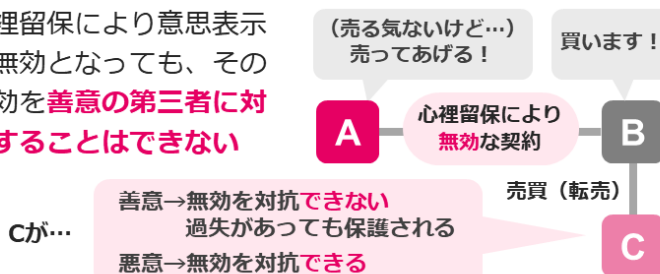 裡留保により意思表示
無効となっても、その
効を善意の第三者に対
することはできない
（売る気ないけど…）
売ってあげる！
買います！
A
心裡留保により
無効な契約
B
売買（転売）
Cが…
善意→無効を対抗できない
過失があっても保護される
悪意→無効を対抗できる
C